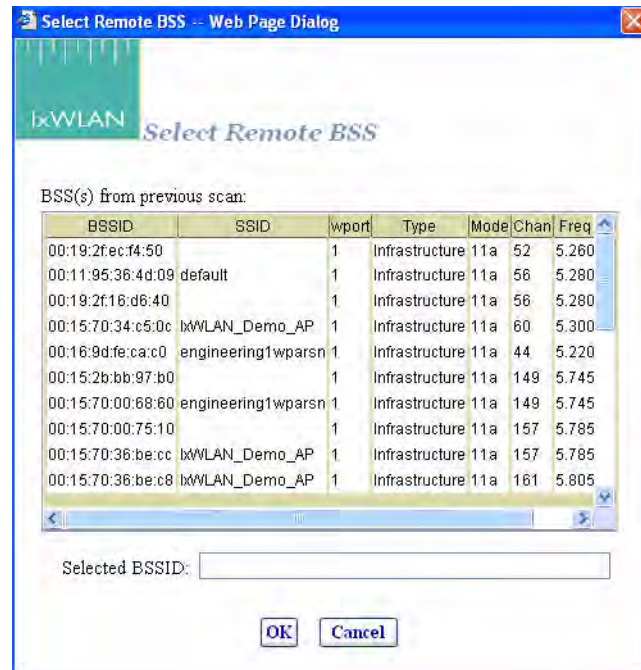 Select Remote BSS -- Web Page Dialog
IxWLAN
Select Remote BSS
BSS(s) from previous scan:
BSSID SSID wport Type Mode Chan Freq
00:19:2f:ec:f4:50 1 Infrastructure 11a 52 5.260
00:11:95:36:4d:09 default 1 Infrastructure 11a 56 5.280
00:19:2f:16:d6:40 1 Infrastructure 11a 56 5.280
00:15:70:34:c5:0c IxWLAN_Demo_AP 1 Infrastructure 11a 60 5.300
00:16:9d:fe:ca:c0 engineering1wparsn 1 Infrastructure 11a 44 5.220
00:15:2b:bb:97:b0 1 Infrastructure 11a 149 5.745
00:15:70:00:68:60 engineering1wparsn 1 Infrastructure 11a 149 5.745
00:15:70:00:75:10 1 Infrastructure 11a 157 5.785
00:15:70:36:be:cc IxWLAN_Demo_AP 1 Infrastructure 11a 157 5.785
00:15:70:36:be:c8 IxWLAN_Demo_AP 1 Infrastructure 11a 161 5.805
Selected BSSID:
OK Cancel